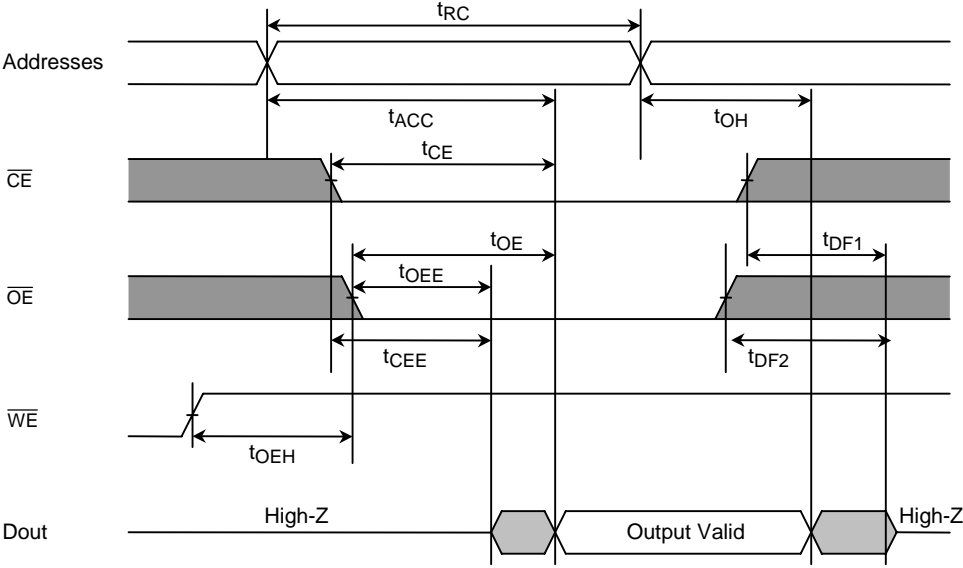 tRC
Addresses
tACC
tOH
tCE
CE
tOE
tDF1
tOEE
OE
tCEE
tDF2
WE
tOEH
High-Z
High-Z
Dout
Output Valid